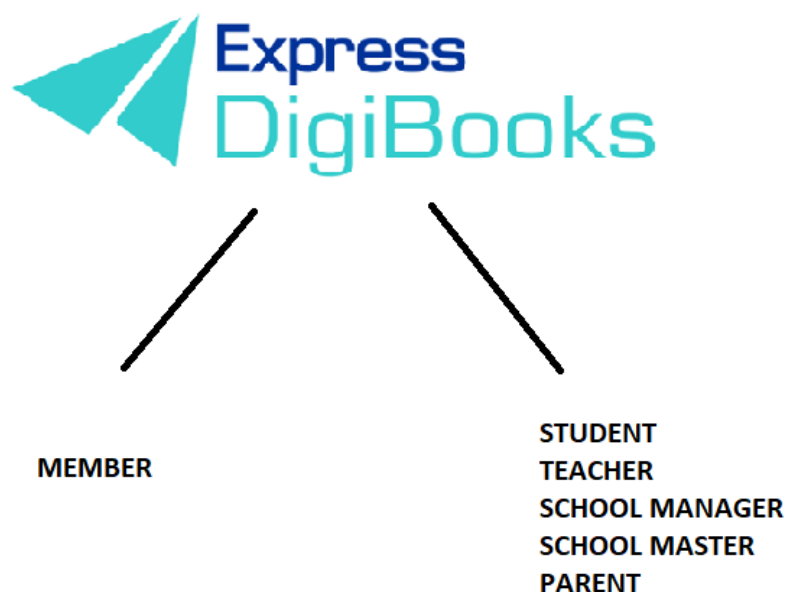 Express
DigiBooks
MEMBER
STUDENT
TEACHER
SCHOOL MANAGER
SCHOOL MASTER
PARENT